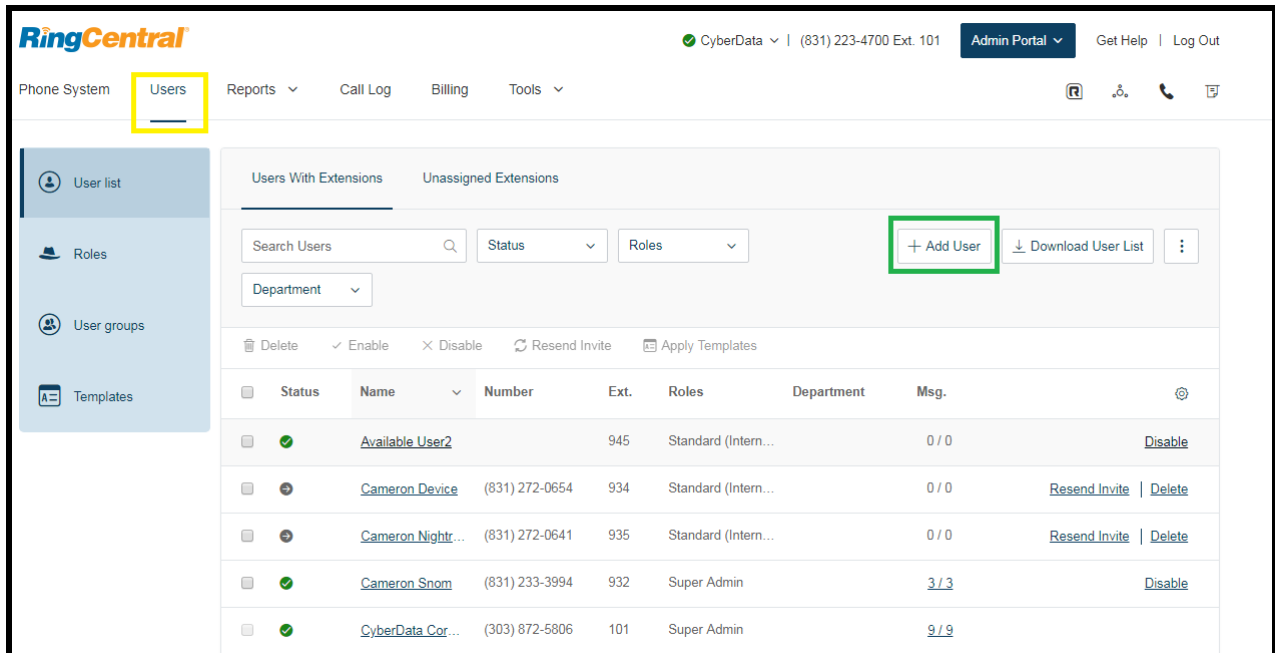 RingCentral
CyberData | (831) 223-4700 Ext. 101 Admin Portal Get Help | Log Out
Phone System Users Reports Call Log Billing Tools
User list
Roles
User groups
Templates
Users With Extensions Unassigned Extensions
Search Users Status Roles + Add User Download User List
Department
Delete Enable Disable Resend Invite Apply Templates
Status Name Number Ext. Roles Department Msg.
Available User2 945 Standard (Intern... 0 / 0 Disable
Cameron Device (831) 272-0654 934 Standard (Intern... 0 / 0 Resend Invite | Delete
Cameron Nightr... (831) 272-0641 935 Standard (Intern... 0 / 0 Resend Invite | Delete
Cameron Snom (831) 233-3994 932 Super Admin 3 / 3 Disable
CyberData Cor... (303) 872-5806 101 Super Admin 9 / 9